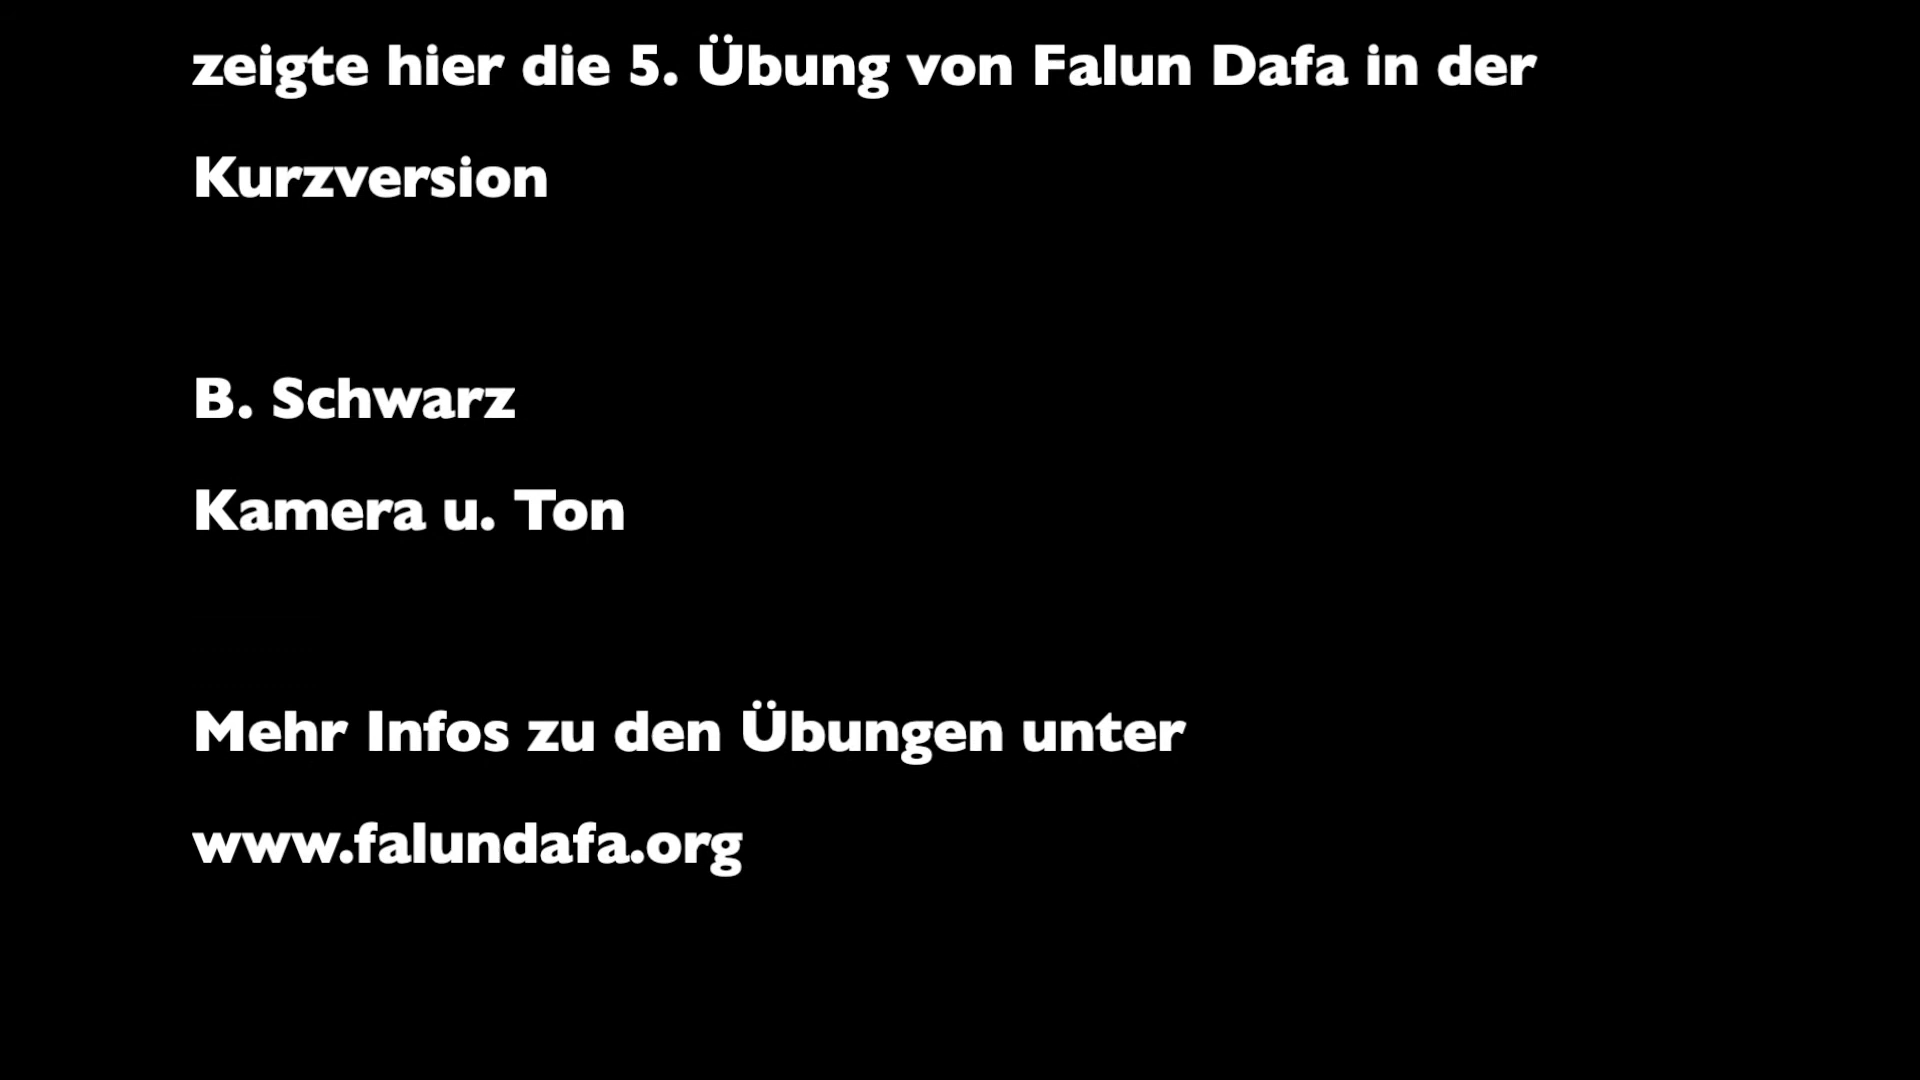 zeigte hier die 5. Übung von Falun Dafa in der
Kurzversion
B. Schwarz
Kamera u. Ton
Mehr Infos zu den Übungen unter
www.falundafa.org